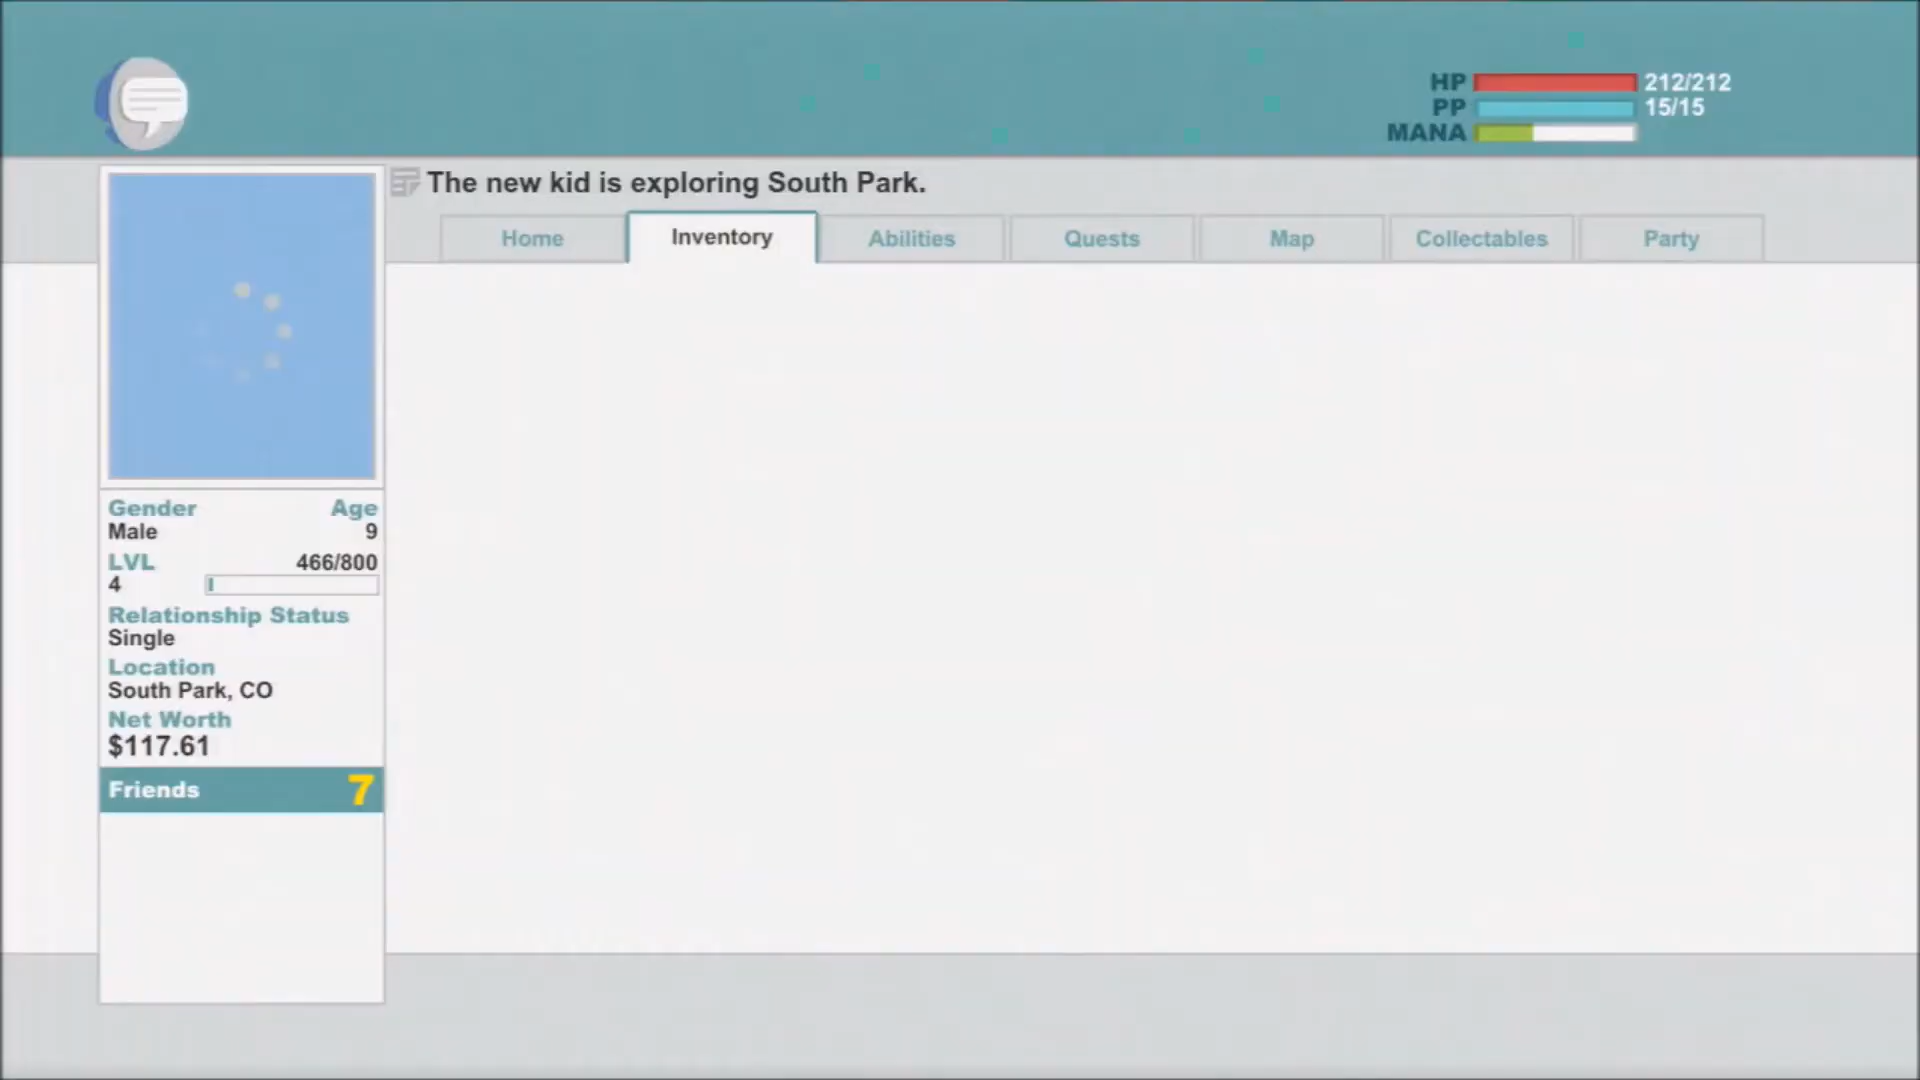 HP 212/212
PP 15/15
MANA
The new kid is exploring South Park.
Home Inventory Abilities Quests Map Collectables Party
Gender Age
Male 9
LVL 466/800
4
Relationship Status
Single
Location
South Park, CO
Net Worth
$117.61
Friends 7